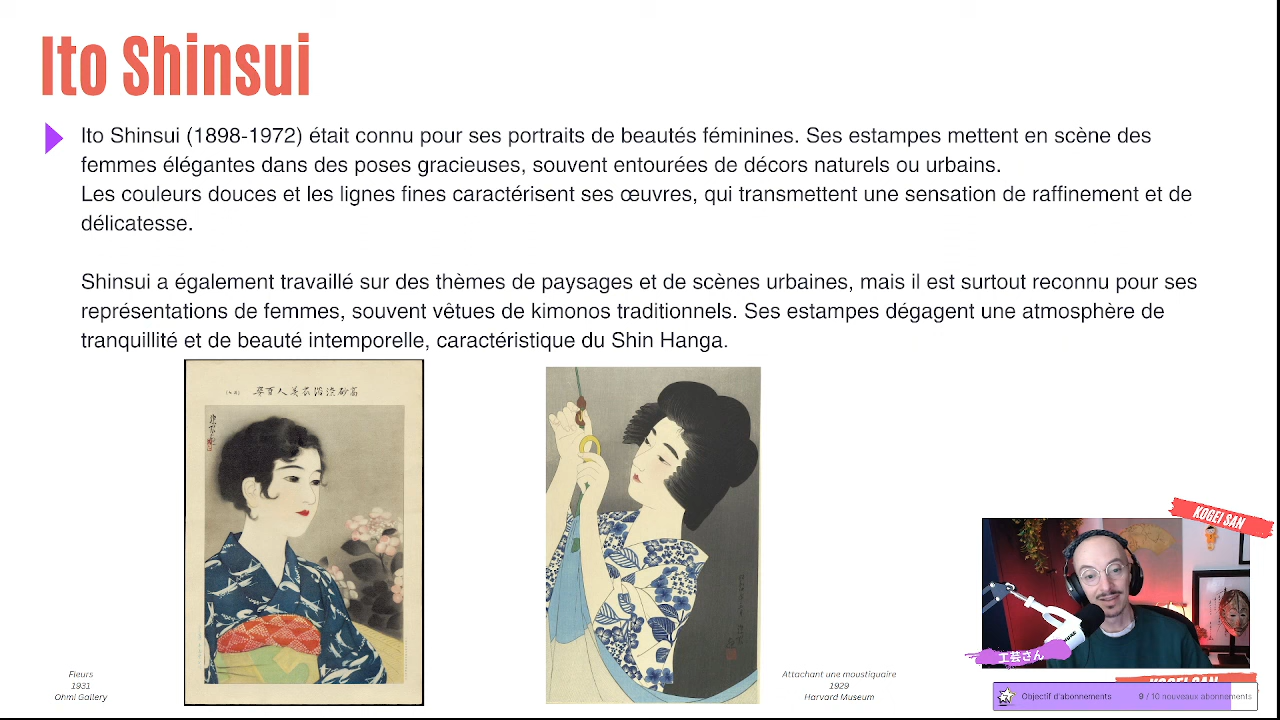 Ito Shinsui
Ito Shinsui (1898-1972) était connu pour ses portraits de beautés féminines. Ses estampes mettent en scène des
femmes élégantes dans des poses gracieuses, souvent entourées de décors naturels ou urbains.
Les couleurs douces et les lignes fines caractérisent ses œuvres, qui transmettent une sensation de raffinement et de
délicatesse.
Shinsui a également travaillé sur des thèmes de paysages et de scènes urbaines, mais il est surtout reconnu pour ses
représentations de femmes, souvent vêtues de kimonos traditionnels. Ses estampes dégagent une atmosphère de
tranquillité et de beauté intemporelle, caractéristique du Shin Hanga.
Fleurs
1931
Ohmi Gallery
Attachant une moustiquaire
1929
Harvard Museum
KOGEI SAN
工芸さん
KOGEI SAN
Objectif d'abonnements 9 / 10 nouveaux abonnements